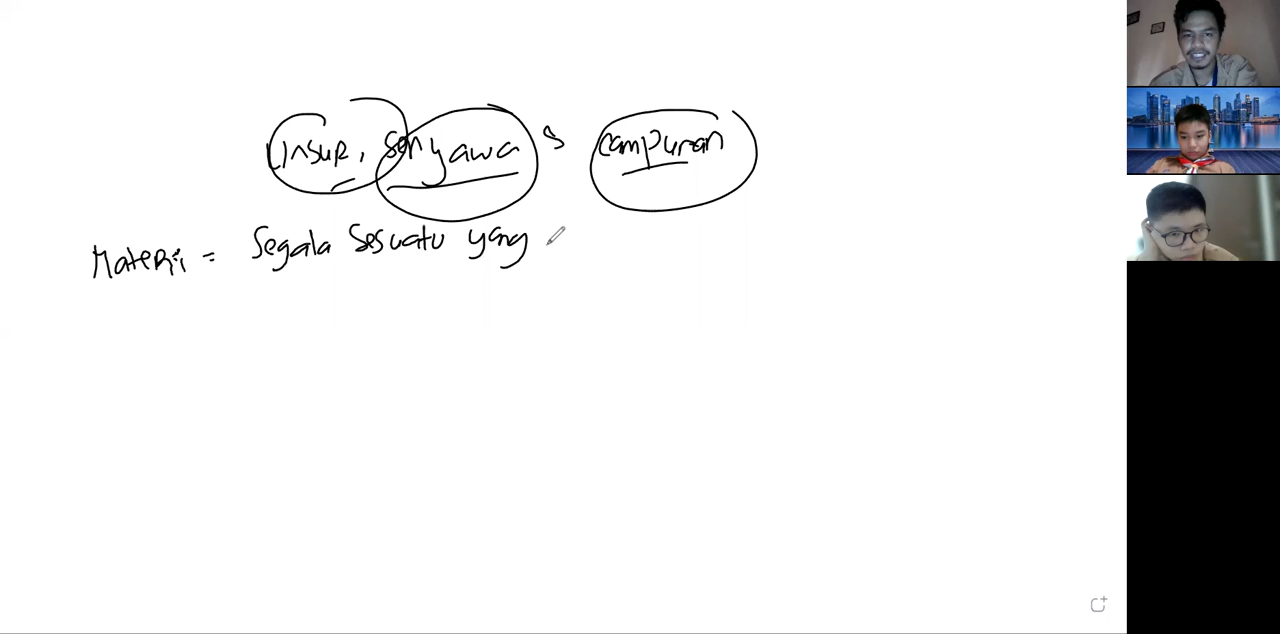 Unsur, senyawa & campuran
Materi = Segala Sesuatu yang